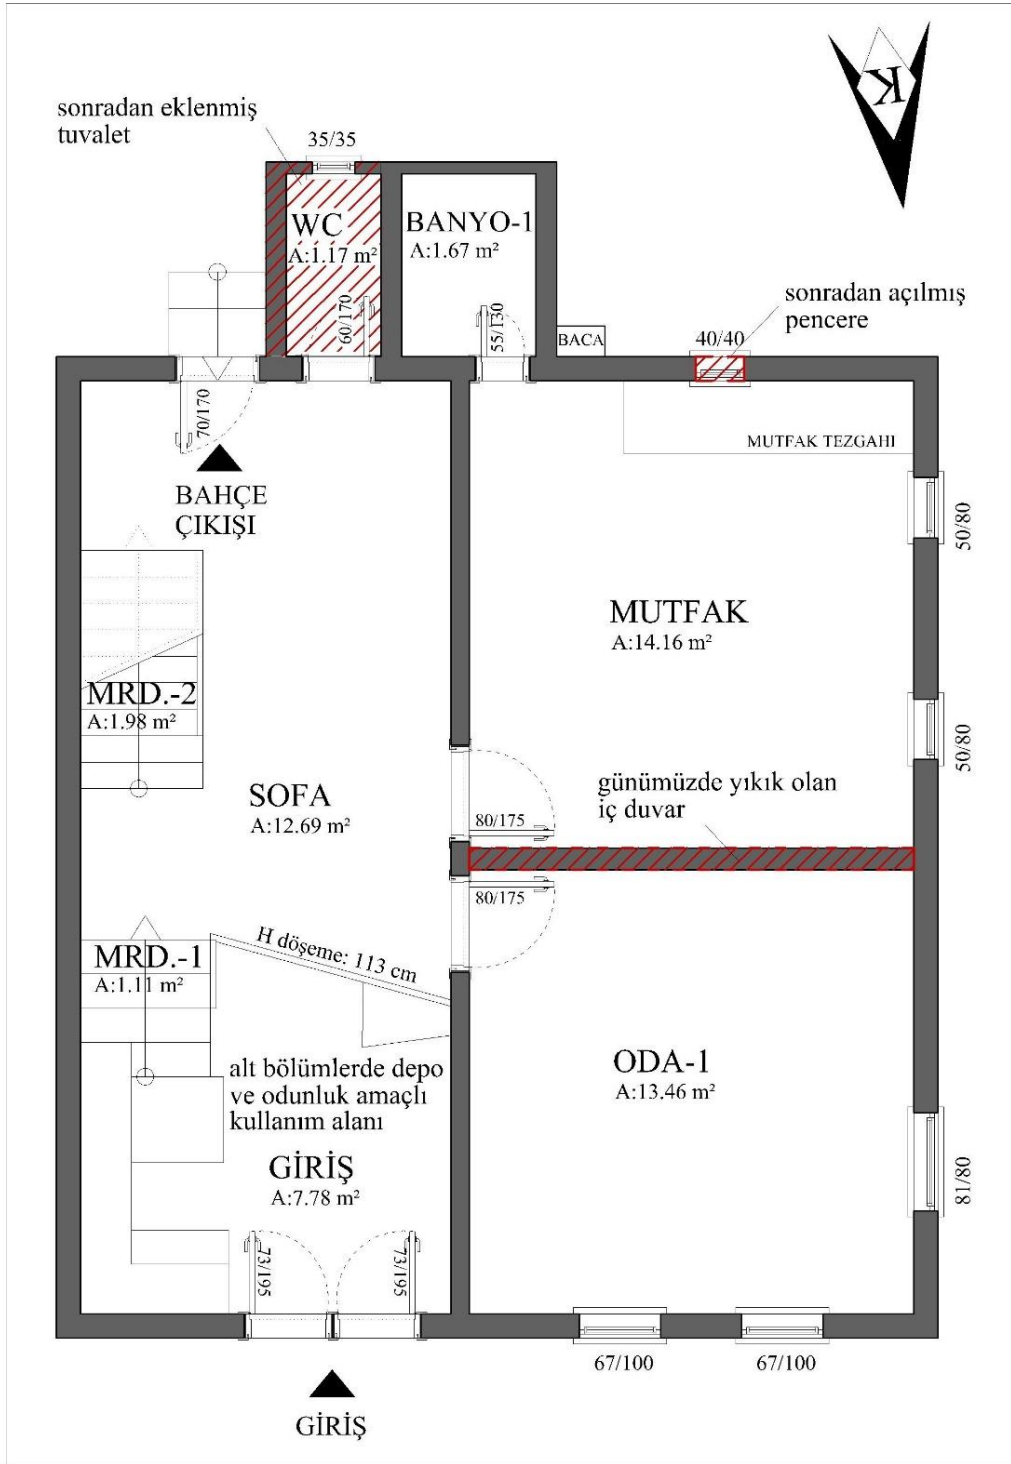 K
sonradan eklenmiş
tuvalet
35/35
WC
A:1.17 m²
60/170
BANYO-1
A:1.67 m²
55/130
BACA
sonradan açılmış
pencere
40/40
70/170
BAHÇE
ÇIKIŞI
MUTFAK TEZGAHI
50/80
MUTFAK
A:14.16 m²
50/80
MRD.-2
A:1.98 m²
SOFA
A:12.69 m²
günümüzde yıkık olan
iç duvar
80/175
80/175
H döşeme: 113 cm
MRD.-1
A:1.11 m²
alt bölümlerde depo
ve odunluk amaçlı
kullanım alanı
ODA-1
A:13.46 m²
81/80
GİRİŞ
A:7.78 m²
73/195
73/195
67/100
67/100
GİRİŞ